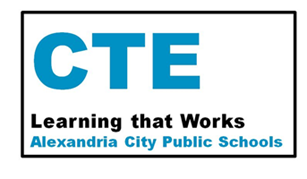 CTE
Learning that Works
Alexandria City Public Schools